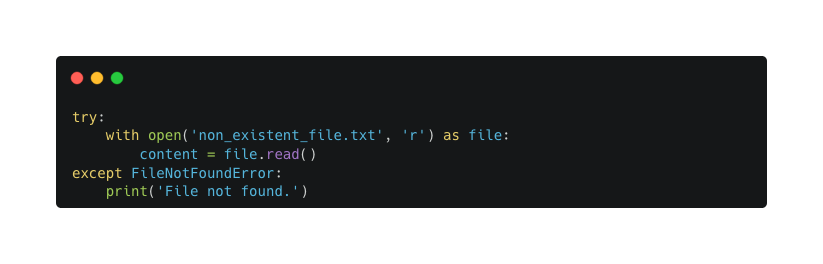 try:
    with open('non_existent_file.txt', 'r') as file:
        content = file.read()
except FileNotFoundError:
    print('File not found.')